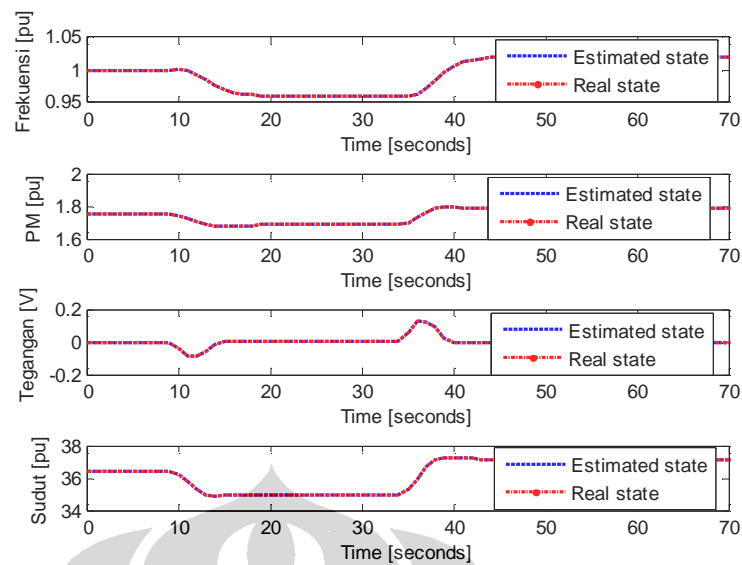 1.05
1
0.95
Frekuensi [pu]
Estimated state
Real state
0 10 20 30 40 50 60 70
Time [seconds]
2
1.8
1.6
PM [pu]
Estimated state
Real state
0 10 20 30 40 50 60 70
Time [seconds]
0.2
0
-0.2
Tegangan [V]
Estimated state
Real state
0 10 20 30 40 50 60 70
Time [seconds]
38
36
34
Sudut [pu]
Estimated state
Real state
0 10 20 30 40 50 60 70
Time [seconds]